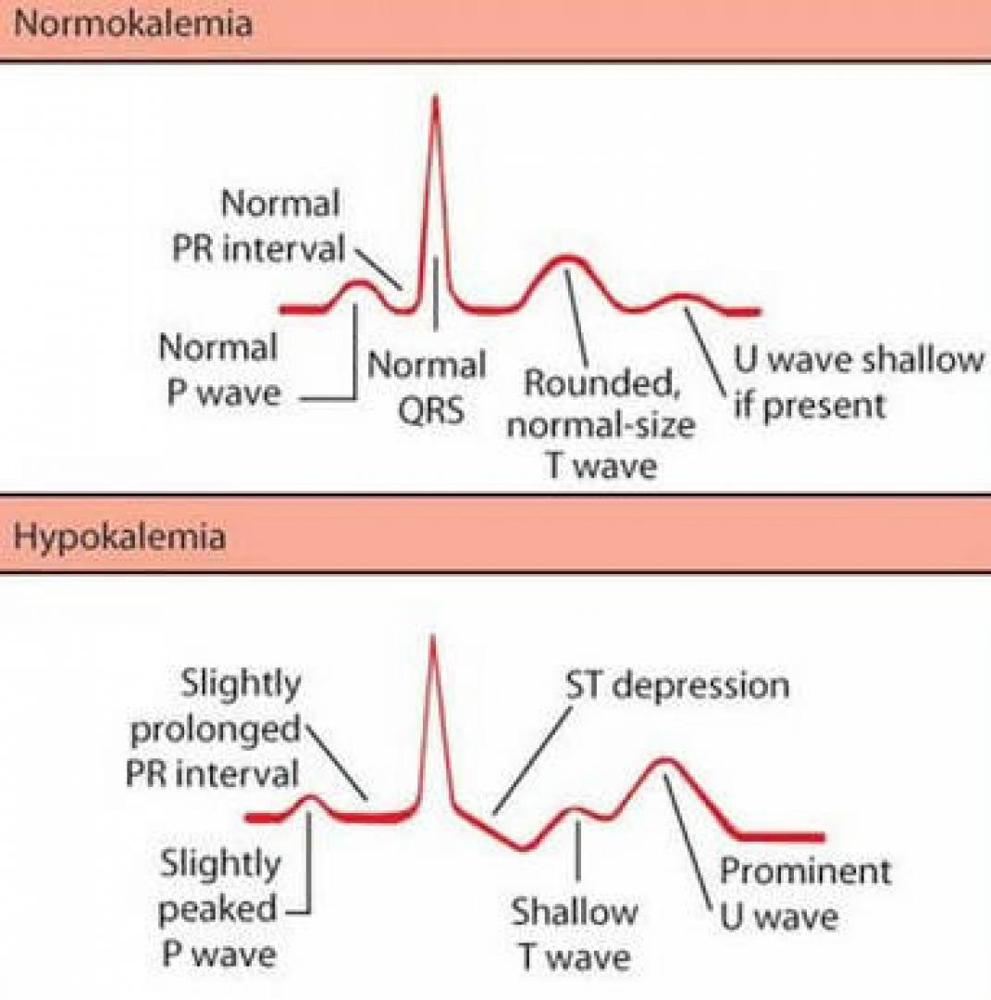 Normokalemia
Normal
PR interval
Normal
P wave
Normal
QRS
Rounded,
normal-size
T wave
U wave shallow
if present
Hypokalemia
Slightly
prolonged
PR interval
ST depression
Slightly
peaked
P wave
Shallow
T wave
Prominent
U wave